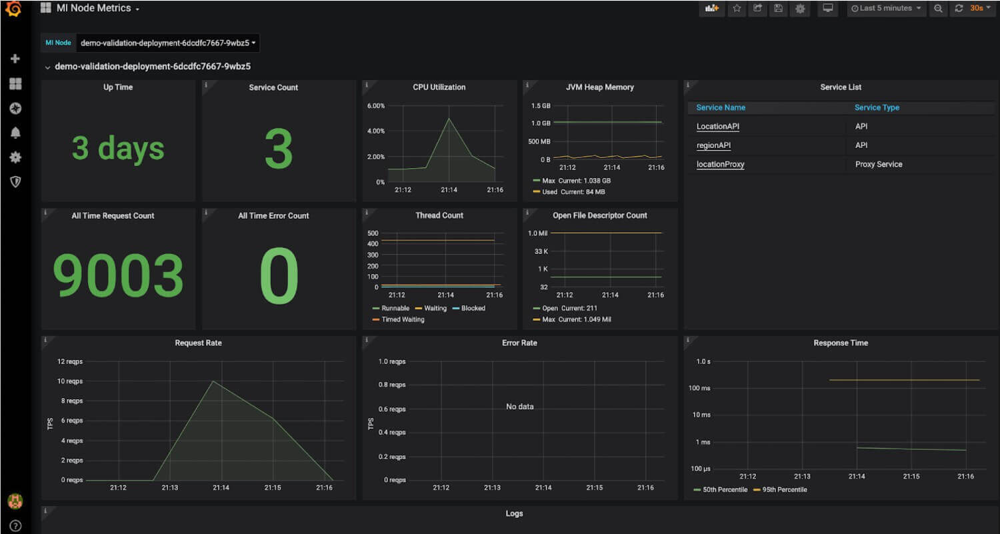 MI Node Metrics
Last 5 minutes
30s
MI Node demo-validation-deployment-6dcdfc7667-9wbz5
demo-validation-deployment-6dcdfc7667-9wbz5
Up Time
3 days
Service Count
3
CPU Utilization
6.00%
4.00%
2.00%
0%
21:12 21:14 21:16
JVM Heap Memory
1.5 GB
1.0 GB
500 MB
0 B
21:12 21:14 21:16
Max Current: 1.038 GB
Used Current: 84 MB
Service List
Service Name Service Type
LocationAPI API
regionAPI API
locationProxy Proxy Service
All Time Request Count
9003
All Time Error Count
0
Thread Count
500
400
300
200
100
0
21:12 21:14 21:16
Runnable Waiting Blocked
Timed Waiting
Open File Descriptor Count
1.0 Mil
33 K
1 K
32
21:12 21:14 21:16
Open Current: 211
Max Current: 1.049 Mil
Request Rate
TPS
12 reqps
10 reqps
8 reqps
6 reqps
4 reqps
2 reqps
0 reqps
21:12 21:13 21:14 21:15 21:16
Error Rate
TPS
1.0 reqps
0.8 reqps
0.6 reqps
0.4 reqps
0.2 reqps
0 reqps
No data
21:12 21:13 21:14 21:15 21:16
Response Time
1.0 s
100 ms
10 ms
1 ms
100 µs
21:12 21:13 21:14 21:15 21:16
50th Percentile 95th Percentile
Logs